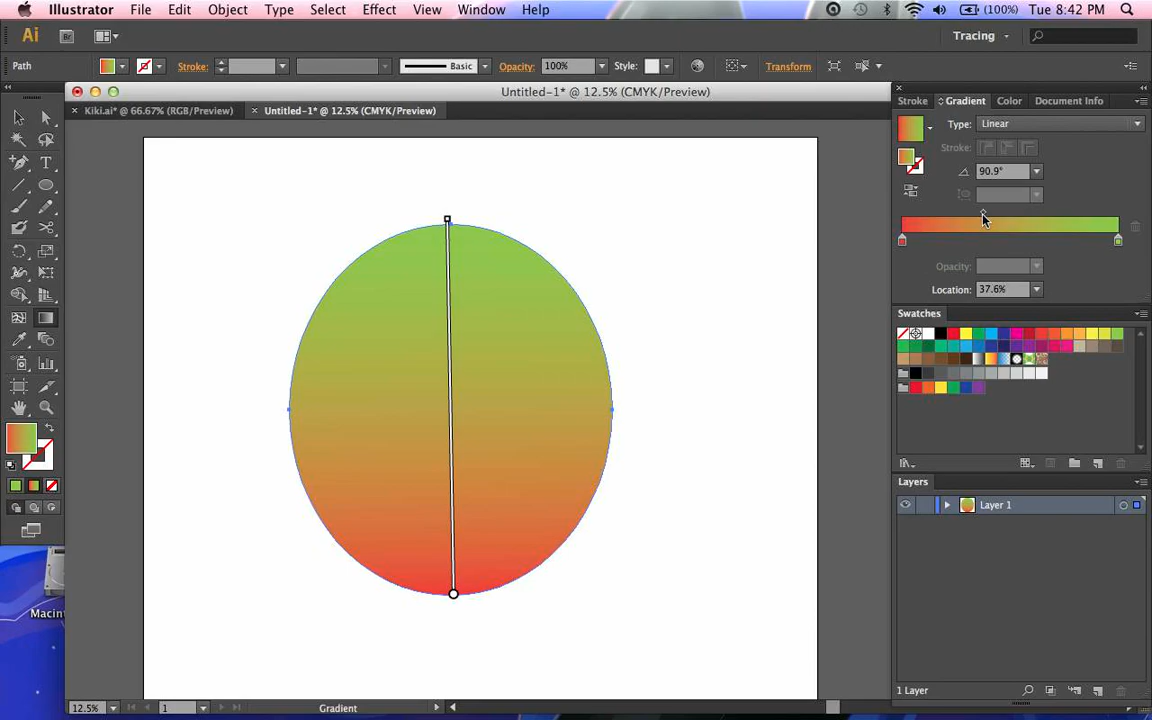 Illustrator File Edit Object Type Select Effect View Window Help (100%) Tue 8:42 PM
Ai Br Tracing
Path Stroke: Basic Opacity: 100% Style: Transform
Untitled-1* @ 12.5% (CMYK/Preview)
Kiki.ai* @ 66.67% (RGB/Preview) Untitled-1* @ 12.5% (CMYK/Preview)
Stroke Gradient Color Document Info
Type: Linear
Stroke:
90.9°
Opacity:
Location: 37.6%
Swatches
Layers
Layer 1
Macint
1 Layer
12.5% 1 Gradient